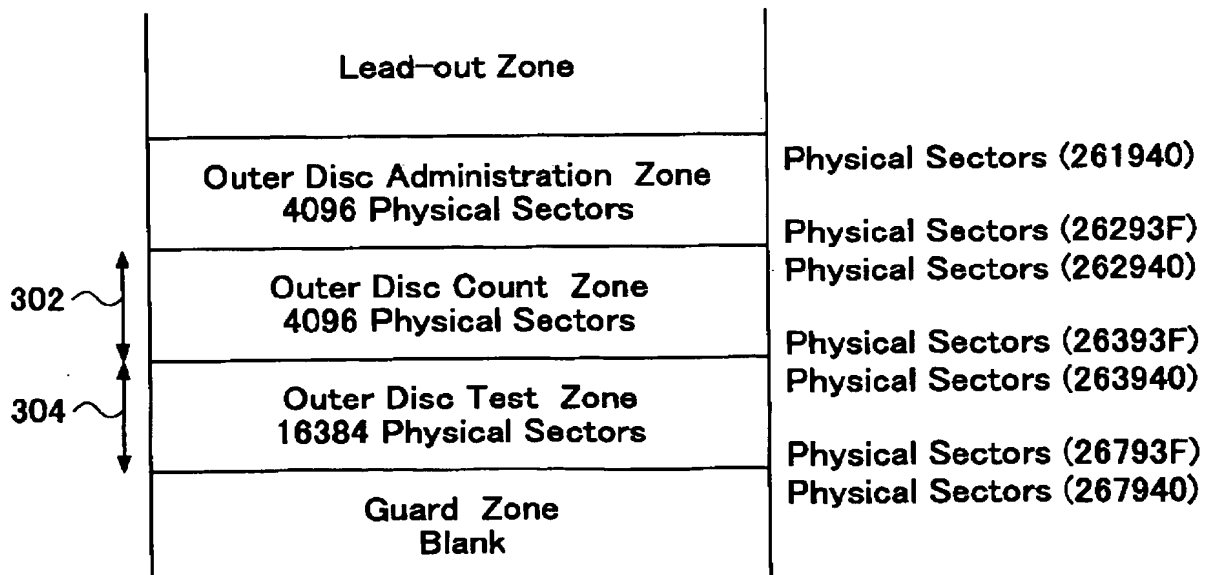 Lead-out Zone
Physical Sectors (261940)
Outer Disc Administration Zone
4096 Physical Sectors
Physical Sectors (26293F)
Physical Sectors (262940)
302
Outer Disc Count Zone
4096 Physical Sectors
Physical Sectors (26393F)
Physical Sectors (263940)
304
Outer Disc Test Zone
16384 Physical Sectors
Physical Sectors (26793F)
Physical Sectors (267940)
Guard Zone
Blank